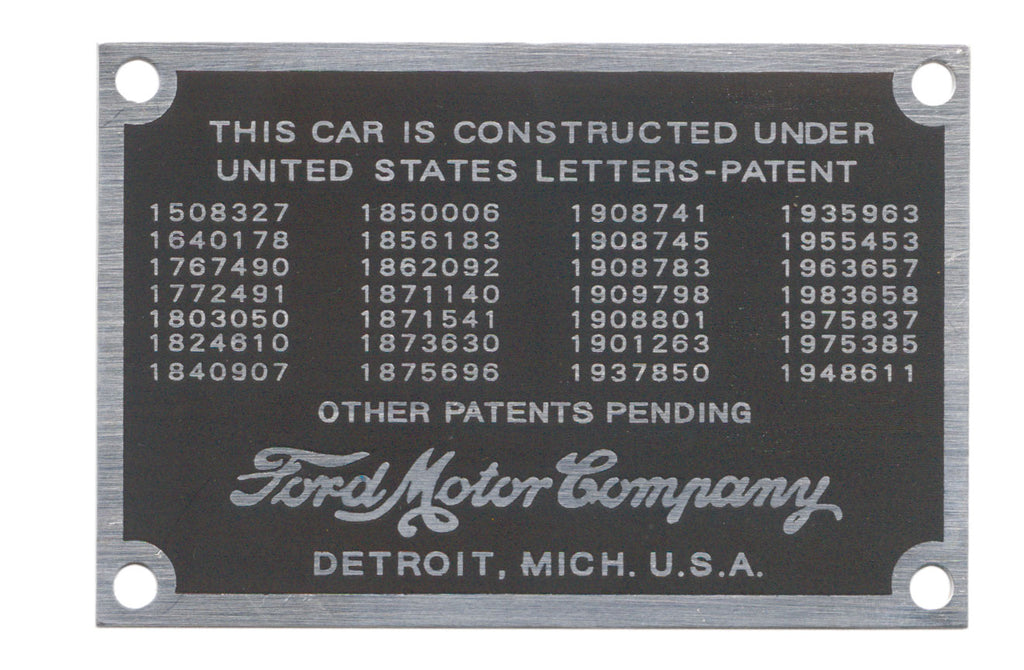 THIS CAR IS CONSTRUCTED UNDER
UNITED STATES LETTERS-PATENT
1508327 1850006 1908741 1935963
1640178 1856183 1908745 1955453
1767490 1862092 1908783 1963657
1772491 1871140 1909798 1983658
1803050 1871541 1908801 1975837
1824610 1873630 1901263 1975385
1840907 1875696 1937850 1948611
OTHER PATENTS PENDING
Ford Motor Company
DETROIT, MICH. U.S.A.